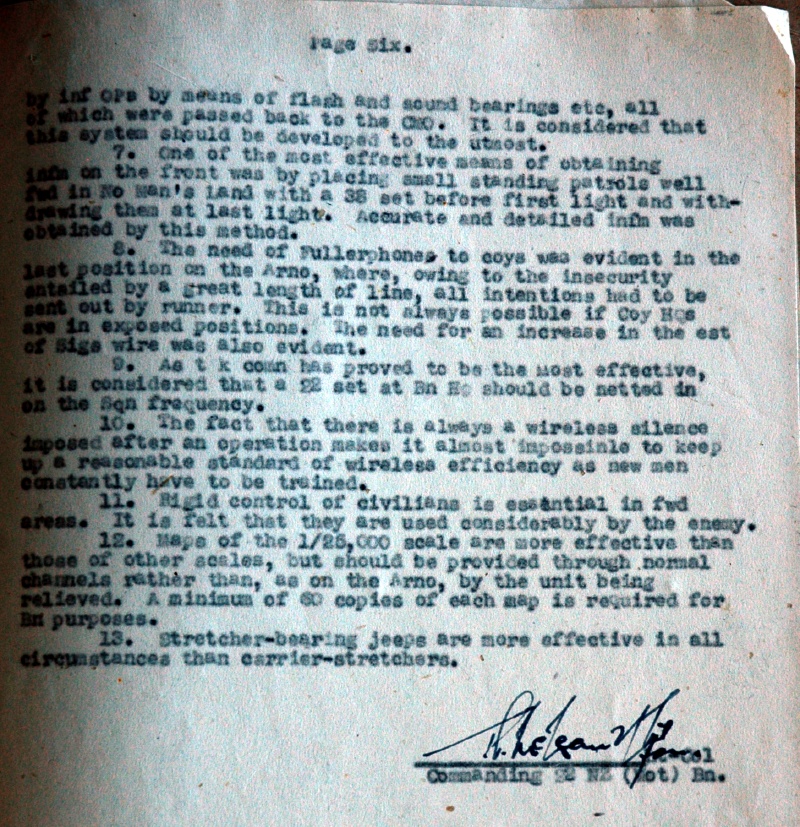 Page Six.
by inf OPs by means of flash and sound bearings etc, all
of which were passed back to the CMO. It is considered that
this system should be developed to the utmost.
7. One of the most effective means of obtaining
infm on the front was by placing small standing patrols well
fwd in No Man's Land with a 38 set before first light and with-
drawing them at last light. Accurate and detailed infm was
obtained by this method.
8. The need of Fullerphones to coys was evident in the
last position on the Arno, where, owing to the insecurity
entailed by a great length of line, all intentions had to be
sent out by runner. This is not always possible if Coy HQs
are in exposed positions. The need for an increase in the est
of Sigs wire was also evident.
9. As t k comn has proved to be the most effective,
it is considered that a 22 set at Bn Hq should be netted in
on the Sqn frequency.
10. The fact that there is always a wireless silence
imposed after an operation makes it almost impossinle to keep
up a reasonable standard of wireless efficiency as new men
constantly have to be trained.
11. Rigid control of civilians is essential in fwd
areas. It is felt that they are used considerably by the enemy.
12. Maps of the 1/25,000 scale are more effective than
those of other scales, but should be provided through normal
channels rather than, as on the Arno, by the unit being
relieved. A minimum of 60 copies of each map is required for
Bn purposes.
13. Stretcher-bearing jeeps are more effective in all
circumstances than carrier-stretchers.
Col
Commanding 22 NZ (Mot) Bn.